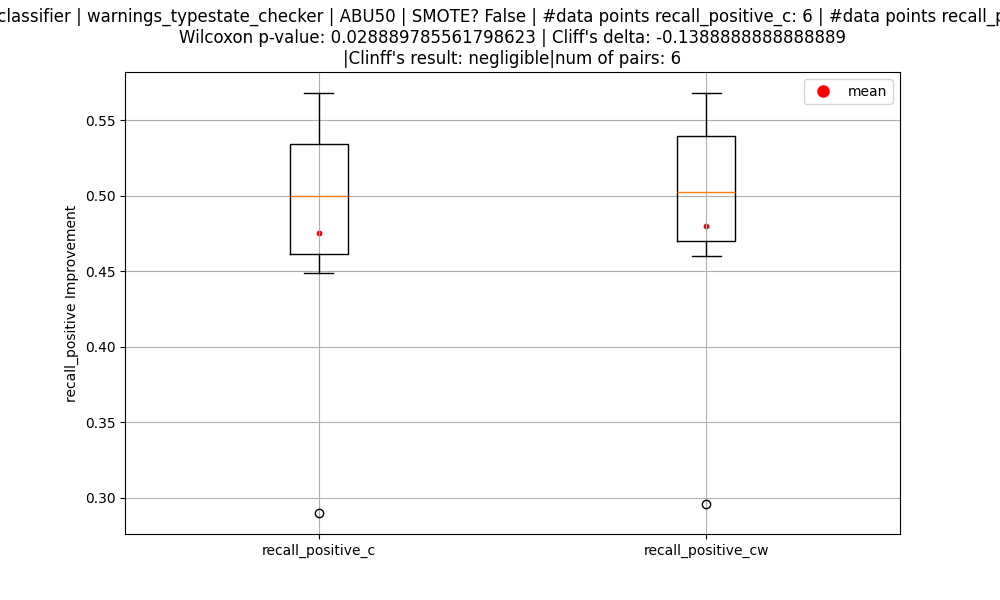 classifier | warnings_typestate_checker | ABU50 | SMOTE? False | #data points recall_positive_c: 6 | #data points
Wilcoxon p-value: 0.028889785561798623 | Cliff's delta: -0.1388888888888889
|Clinff's result: negligible|num of pairs: 6
mean
recall_positive Improvement
0.55
0.50
0.45
0.40
0.35
0.30
recall_positive_c
recall_positive_cw